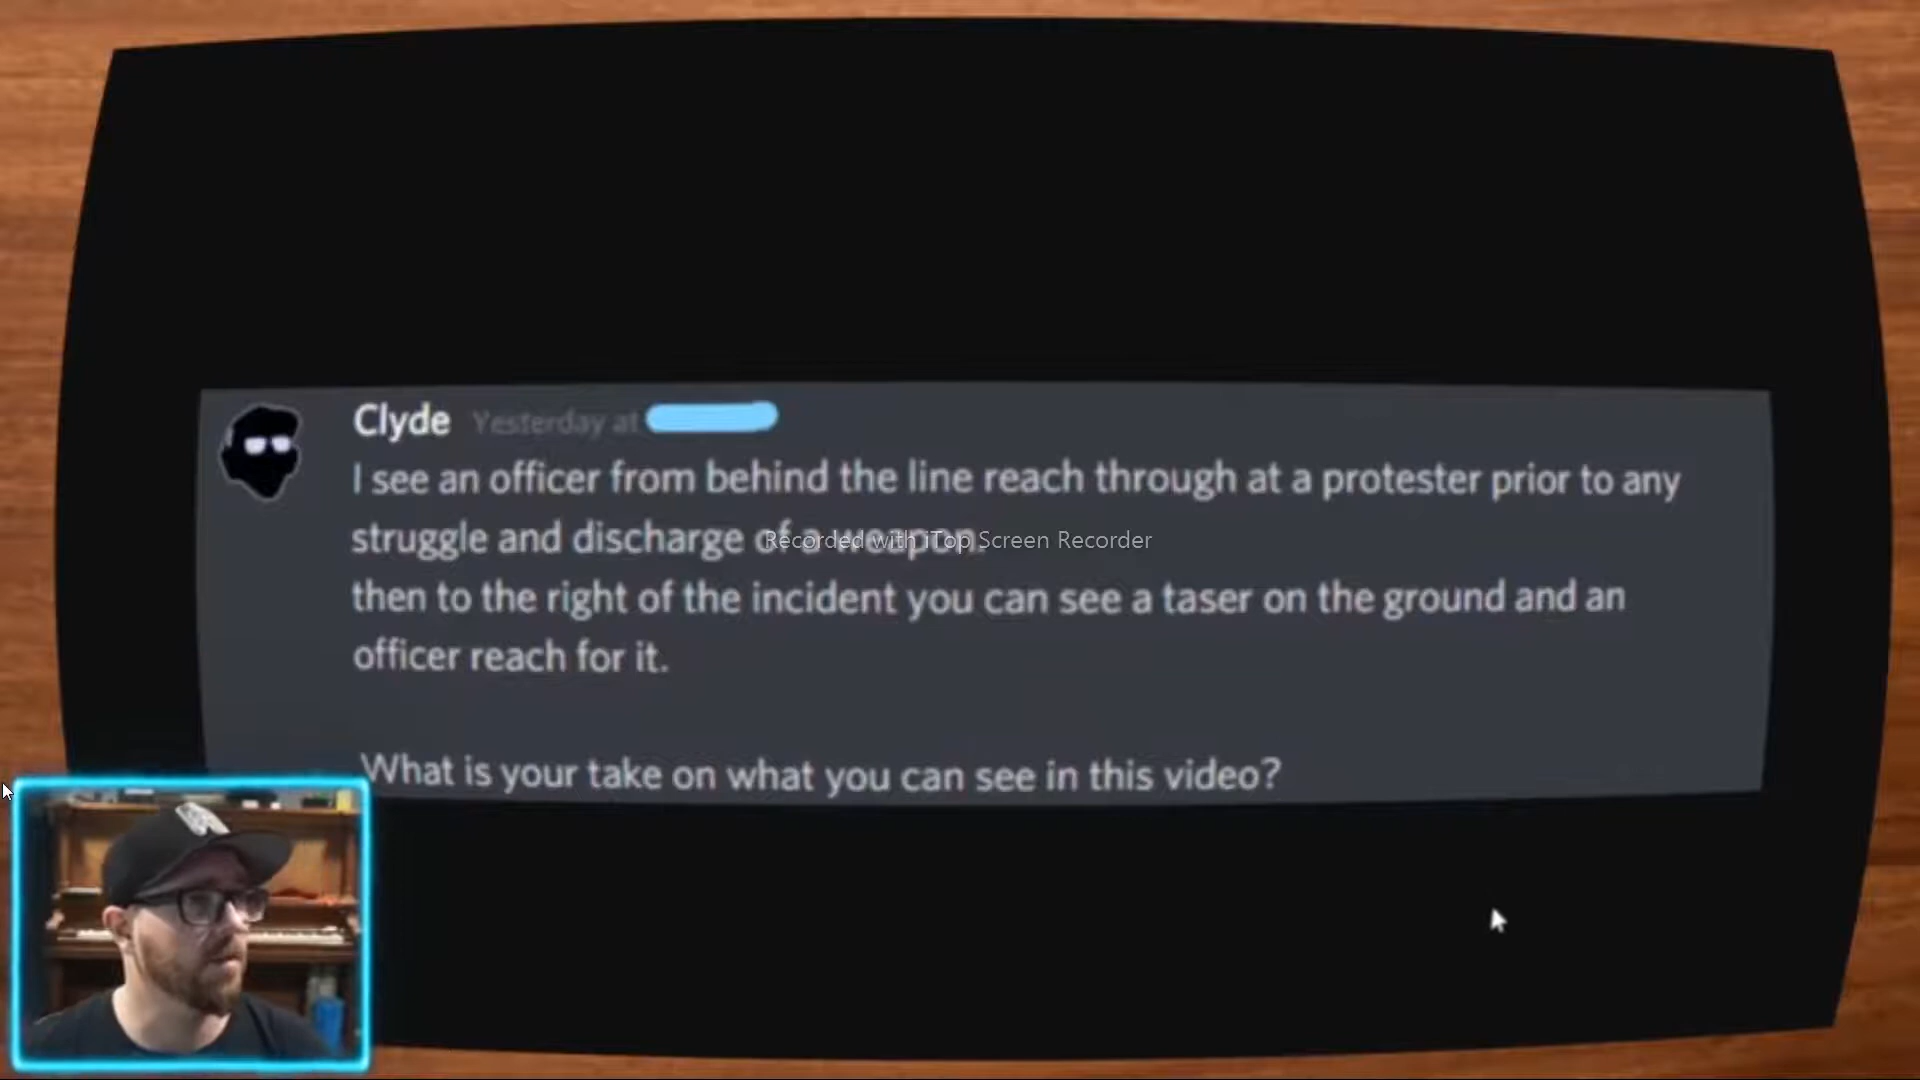 Clyde Yesterday at
I see an officer from behind the line reach through at a protester prior to any
struggle and discharge of a weapon.
Recorded with iTop Screen Recorder
then to the right of the incident you can see a taser on the ground and an
officer reach for it.
What is your take on what you can see in this video?